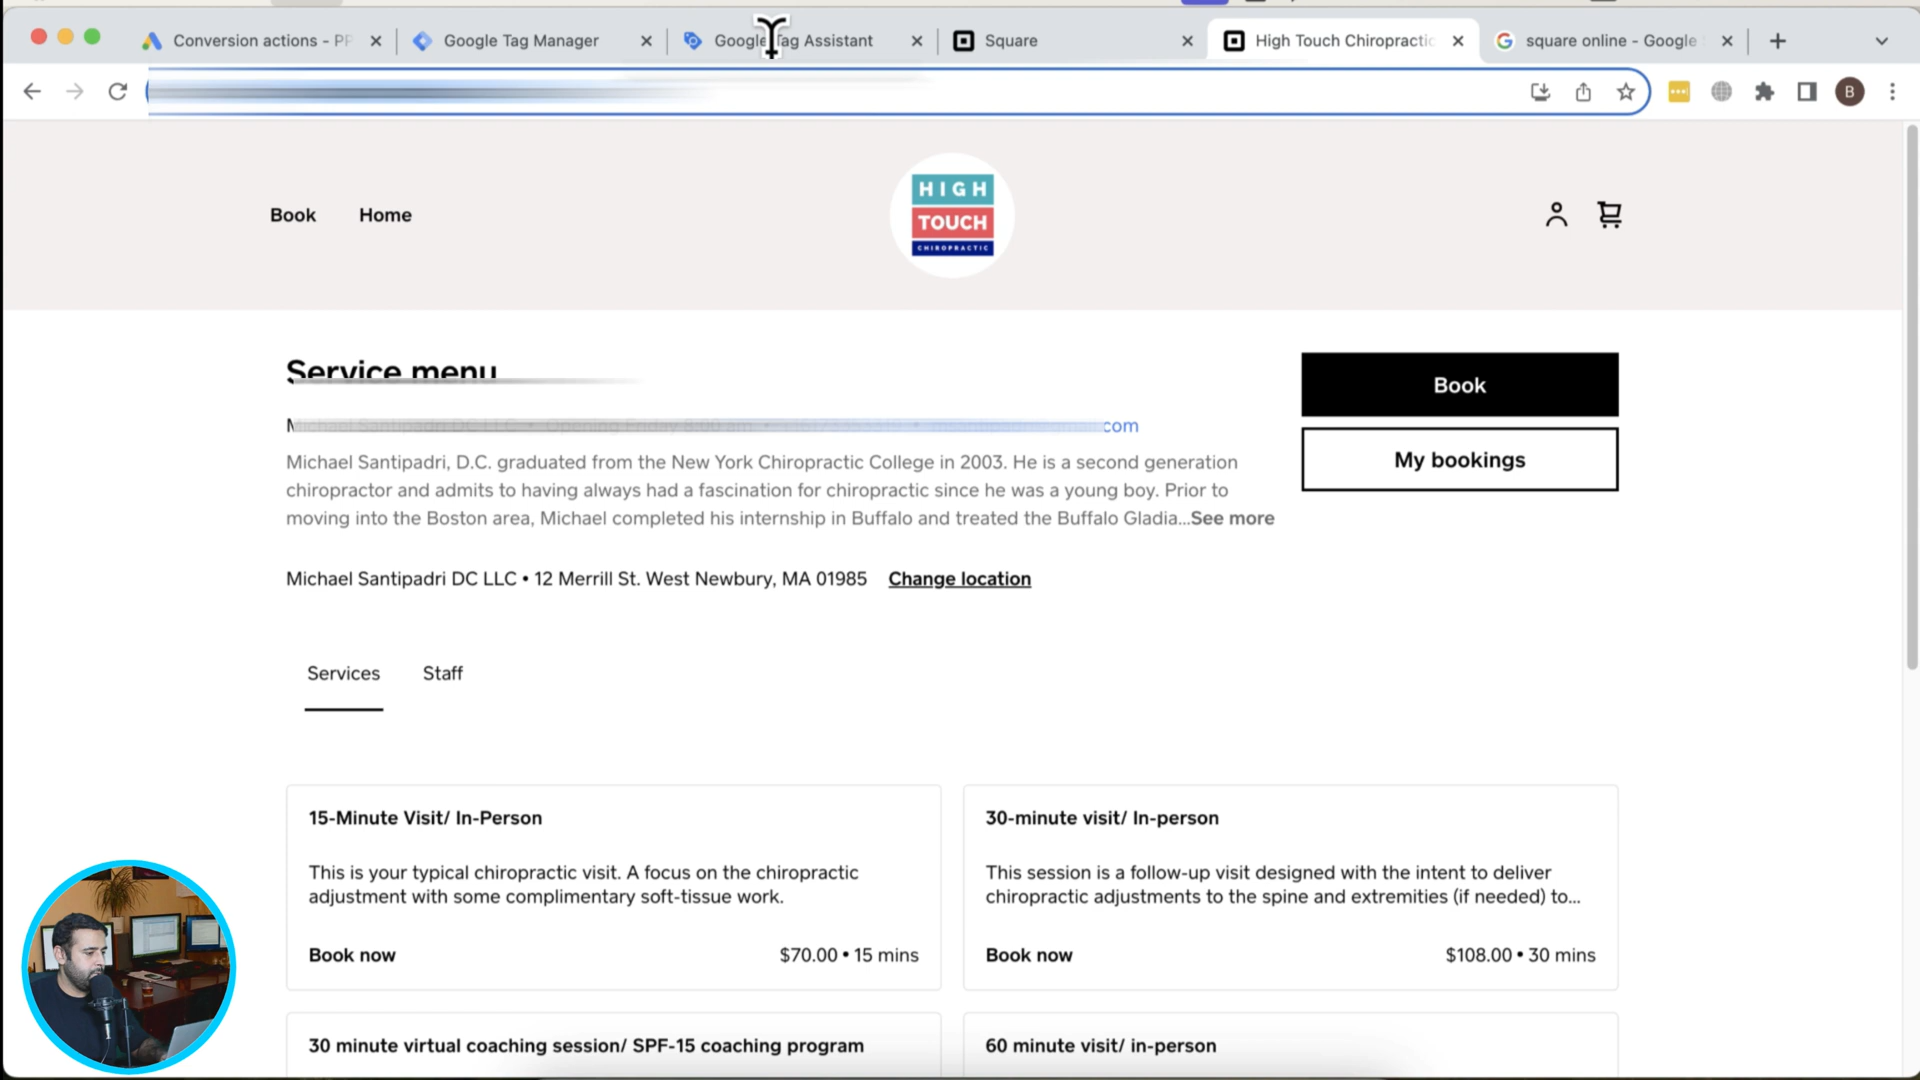 Conversion actions - PP
Google Tag Manager
Google Tag Assistant
Square
High Touch Chiropractic
square online - Google
B
Book
Home
HIGH
TOUCH
CHIROPRACTIC
Service menu
Book
.com
My bookings
Michael Santipadri, D.C. graduated from the New York Chiropractic College in 2003. He is a second generation
chiropractor and admits to having always had a fascination for chiropractic since he was a young boy. Prior to
moving into the Boston area, Michael completed his internship in Buffalo and treated the Buffalo Gladia...See more
Michael Santipadri DC LLC • 12 Merrill St. West Newbury, MA 01985 Change location
Services
Staff
15-Minute Visit/ In-Person
This is your typical chiropractic visit. A focus on the chiropractic
adjustment with some complimentary soft-tissue work.
Book now
$70.00 • 15 mins
30-minute visit/ In-person
This session is a follow-up visit designed with the intent to deliver
chiropractic adjustments to the spine and extremities (if needed) to...
Book now
$108.00 • 30 mins
30 minute virtual coaching session/ SPF-15 coaching program
60 minute visit/ in-person